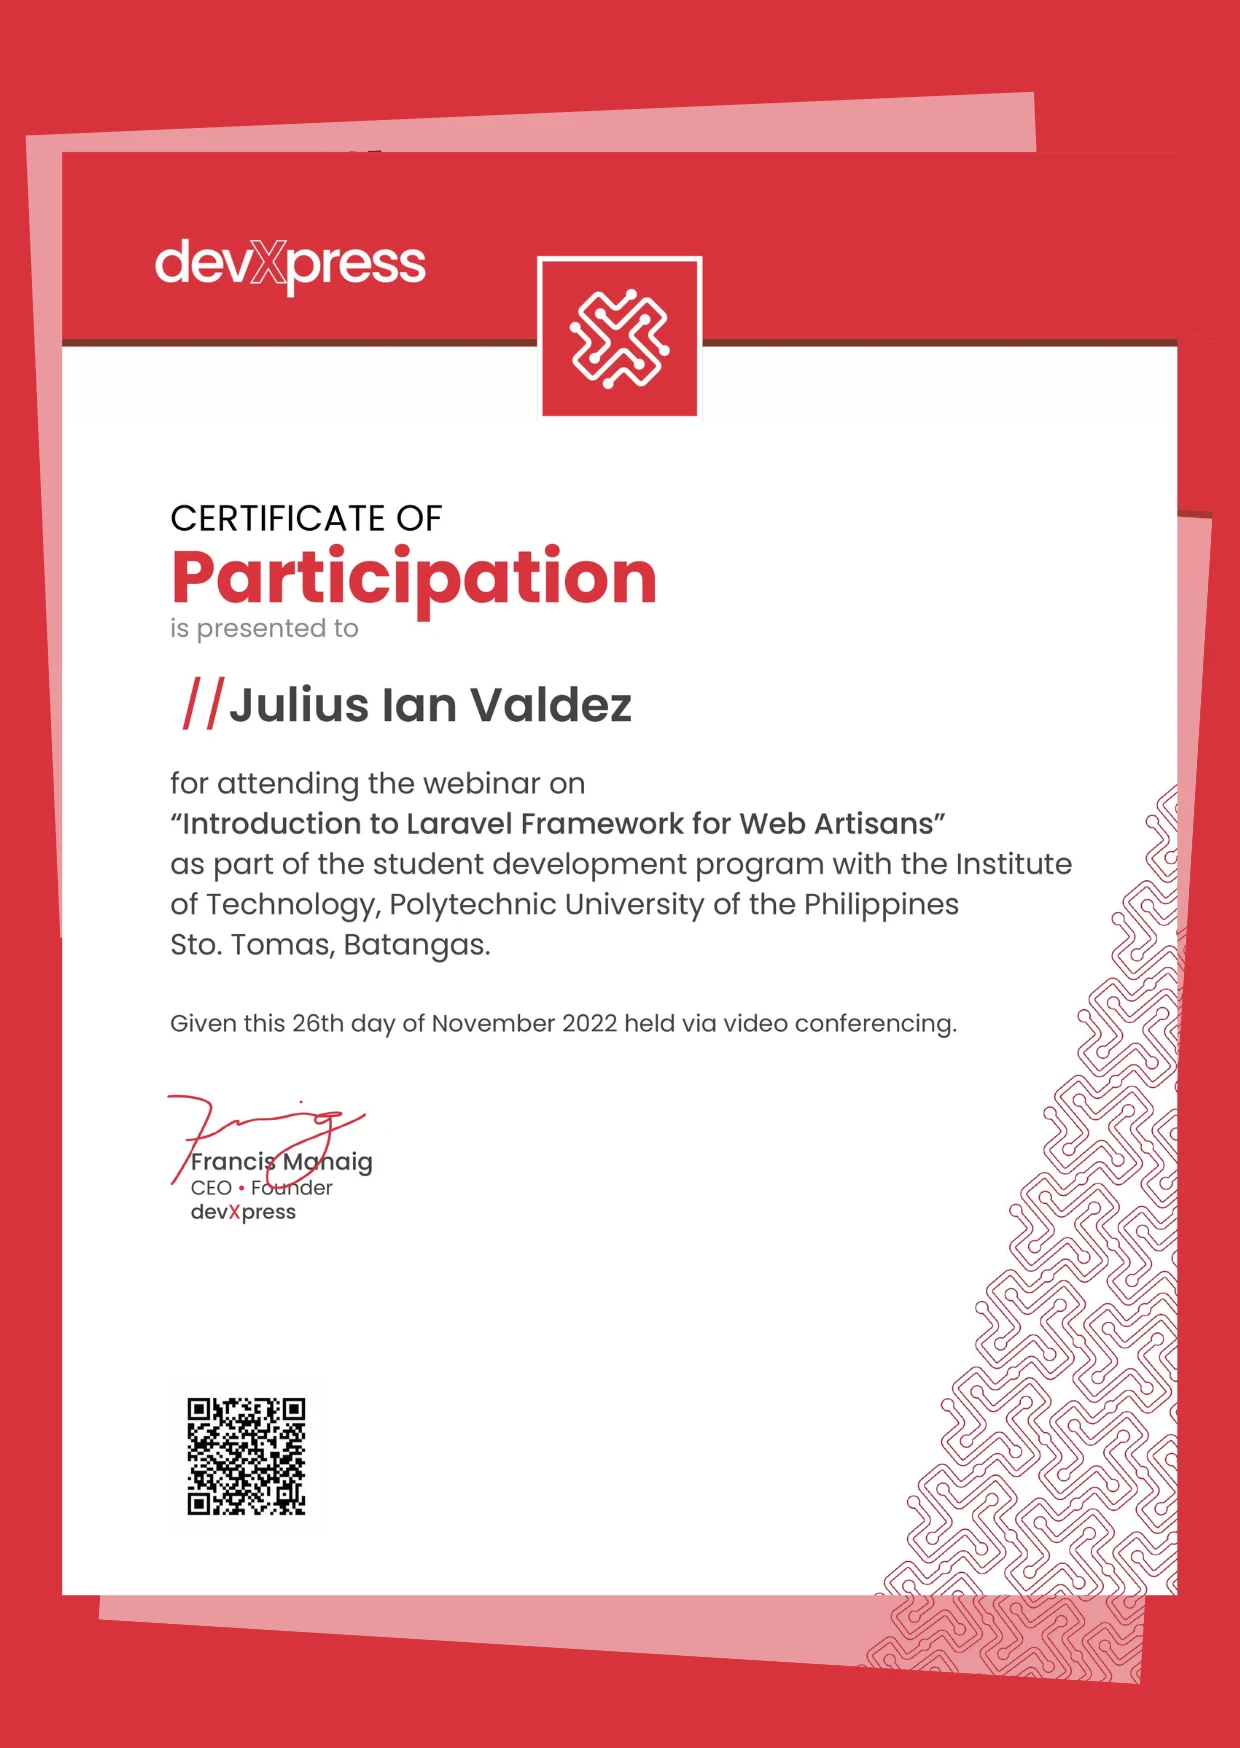 devXpress
CERTIFICATE OF
Participation
is presented to
//Julius Ian Valdez
for attending the webinar on
“Introduction to Laravel Framework for Web Artisans”
as part of the student development program with the Institute
of Technology, Polytechnic University of the Philippines
Sto. Tomas, Batangas.
Given this 26th day of November 2022 held via video conferencing.
Francis Manaig
CEO • Founder
devXpress